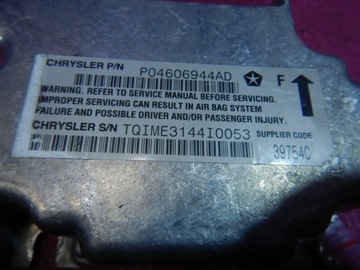 CHRYSLER P/N P04606944AD F
WARNING. REFER TO SERVICE MANUAL BEFORE SERVICING.
IMPROPER SERVICING CAN RESULT IN AIR BAG SYSTEM
FAILURE AND POSSIBLE DRIVER AND/OR PASSENGER INJURY.
CHRYSLER S/N TQIME3144I0053 SUPPLIER CODE
39754C